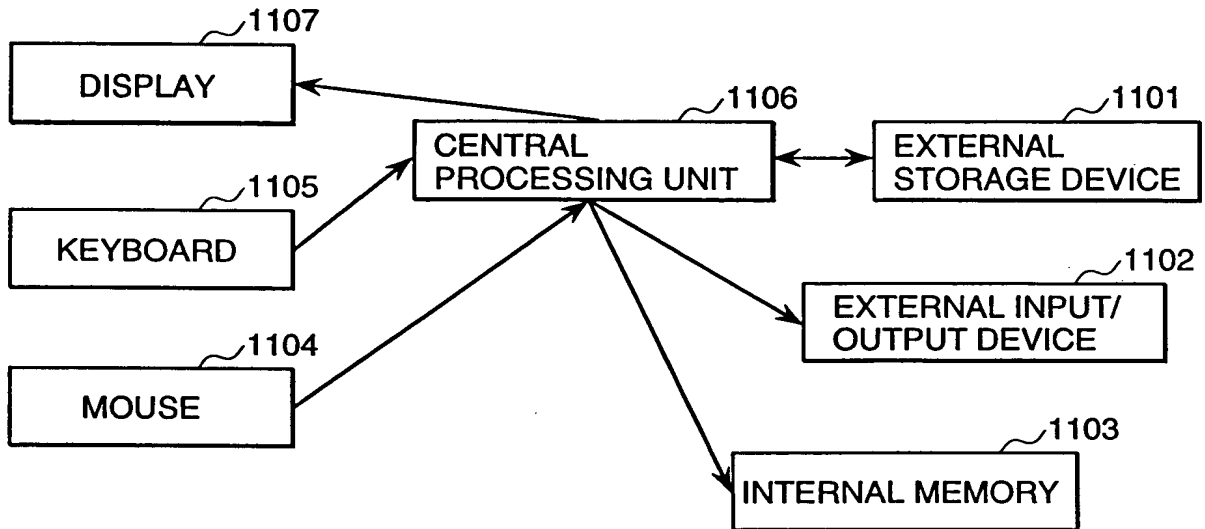 1107
DISPLAY
1106
CENTRAL
PROCESSING UNIT
1101
EXTERNAL
STORAGE DEVICE
1105
KEYBOARD
1102
EXTERNAL INPUT/
OUTPUT DEVICE
1104
MOUSE
1103
INTERNAL MEMORY